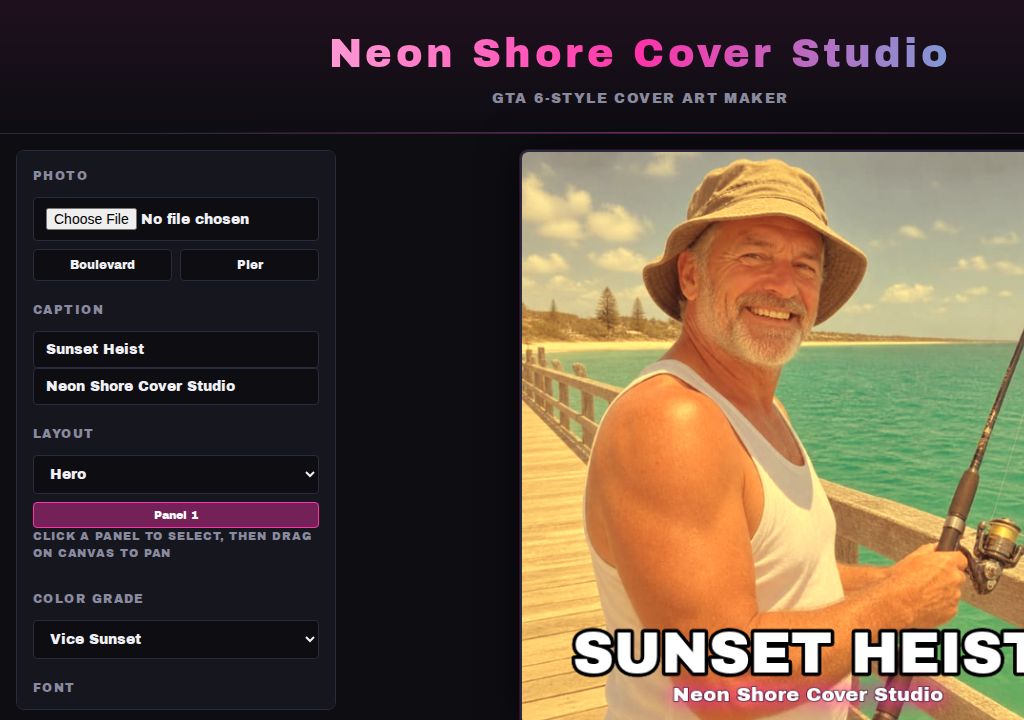 Neon Shore Cover Studio
GTA 6-STYLE COVER ART MAKER
PHOTO
Choose File No file chosen
Boulevard
Pier
CAPTION
Sunset Heist
Neon Shore Cover Studio
LAYOUT
Hero
Panel 1
CLICK A PANEL TO SELECT, THEN DRAG
ON CANVAS TO PAN
COLOR GRADE
Vice Sunset
FONT
SUNSET HEIST
Neon Shore Cover Studio